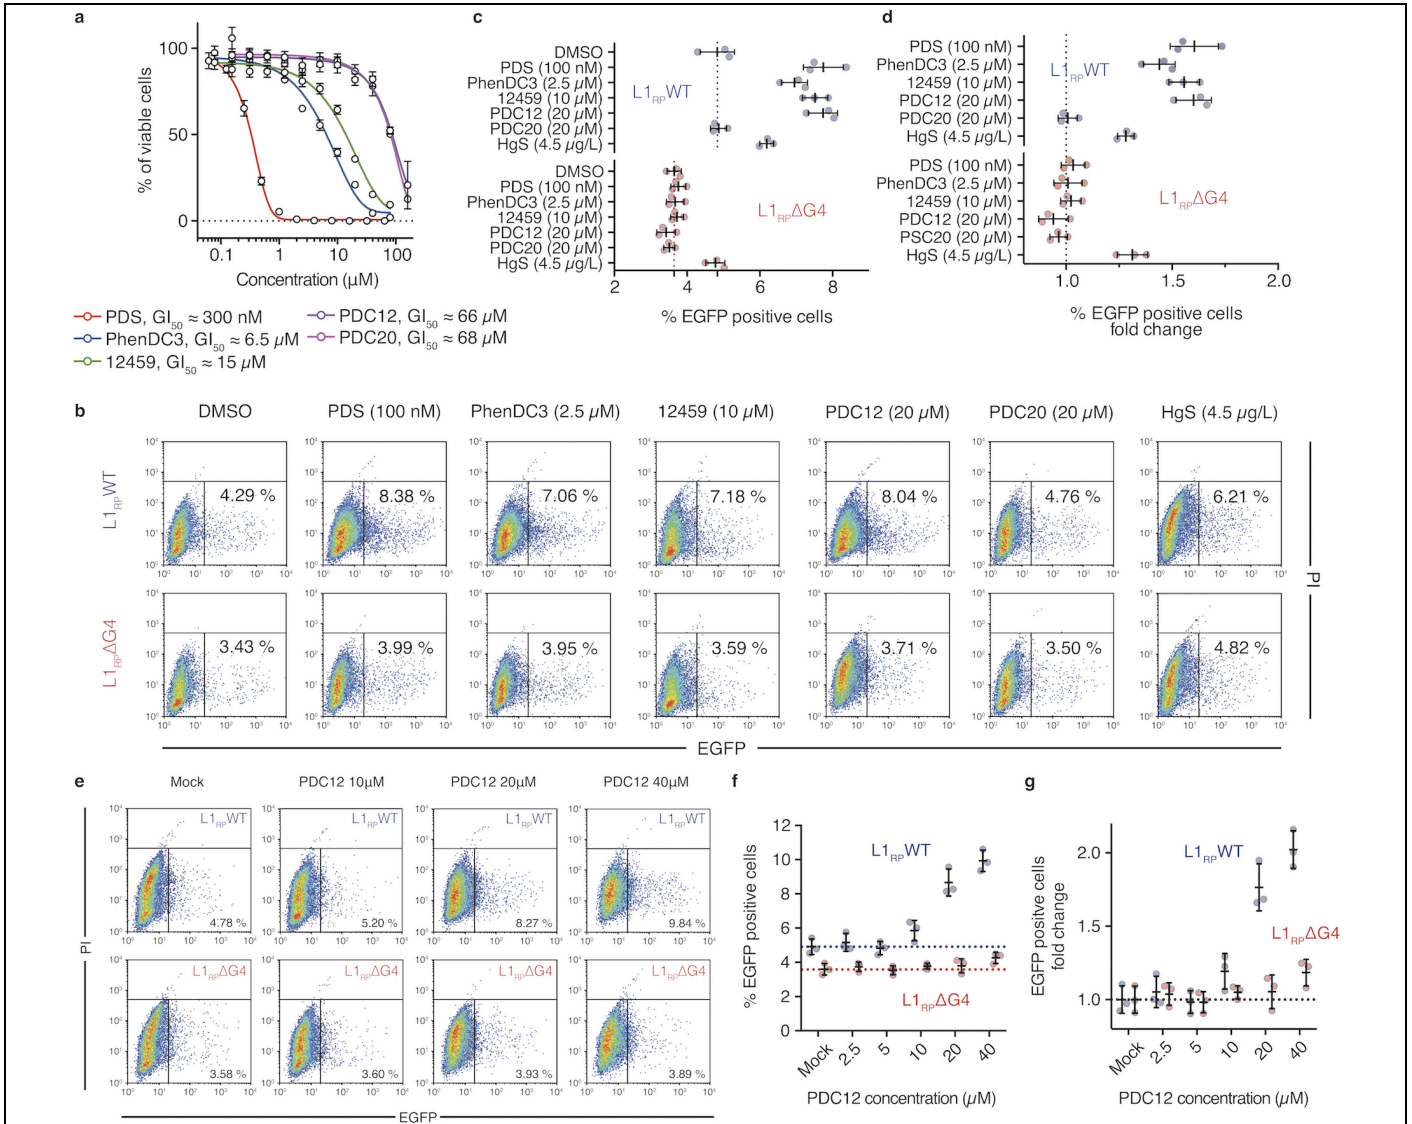 a
% of viable cells
100
50
0
0.1
1
10
100
Concentration (µM)
PDS, GI50 ≈ 300 nM
PhenDC3, GI50 ≈ 6.5 µM
12459, GI50 ≈ 15 µM
PDC12, GI50 ≈ 66 µM
PDC20, GI50 ≈ 68 µM
c
DMSO
PDS (100 nM)
PhenDC3 (2.5 µM)
12459 (10 µM)
PDC12 (20 µM)
PDC20 (20 µM)
HgS (4.5 µg/L)
L1RPWT
DMSO
PDS (100 nM)
PhenDC3 (2.5 µM)
12459 (10 µM)
PDC12 (20 µM)
PDC20 (20 µM)
HgS (4.5 µg/L)
L1RPΔG4
2 4 6 8
% EGFP positive cells
d
PDS (100 nM)
PhenDC3 (2.5 µM)
12459 (10 µM)
PDC12 (20 µM)
PDC20 (20 µM)
HgS (4.5 µg/L)
L1RPWT
PDS (100 nM)
PhenDC3 (2.5 µM)
12459 (10 µM)
PDC12 (20 µM)
PSC20 (20 µM)
HgS (4.5 µg/L)
L1RPΔG4
1.0 1.5 2.0
% EGFP positive cells
fold change
b
DMSO PDS (100 nM) PhenDC3 (2.5 µM) 12459 (10 µM) PDC12 (20 µM) PDC20 (20 µM) HgS (4.5 µg/L)
L1RPWT
4.29 % 8.38 % 7.06 % 7.18 % 8.04 % 4.76 % 6.21 %
L1RPΔG4
3.43 % 3.99 % 3.95 % 3.59 % 3.71 % 3.50 % 4.82 %
PI
EGFP
e
Mock PDC12 10µM PDC12 20µM PDC12 40µM
L1RPWT L1RPWT L1RPWT L1RPWT
4.78 % 5.20 % 8.27 % 9.84 %
L1RPΔG4 L1RPΔG4 L1RPΔG4 L1RPΔG4
3.58 % 3.60 % 3.93 % 3.89 %
PI
EGFP
f
% EGFP positive cells
12
10
8
6
4
2
0
L1RPWT
L1RPΔG4
Mock 2.5 5 10 20 40
PDC12 concentration (µM)
g
EGFP positve cells
fold change
2.0
1.5
1.0
L1RPWT
L1RPΔG4
Mock 2.5 5 10 20 40
PDC12 concentration (µM)